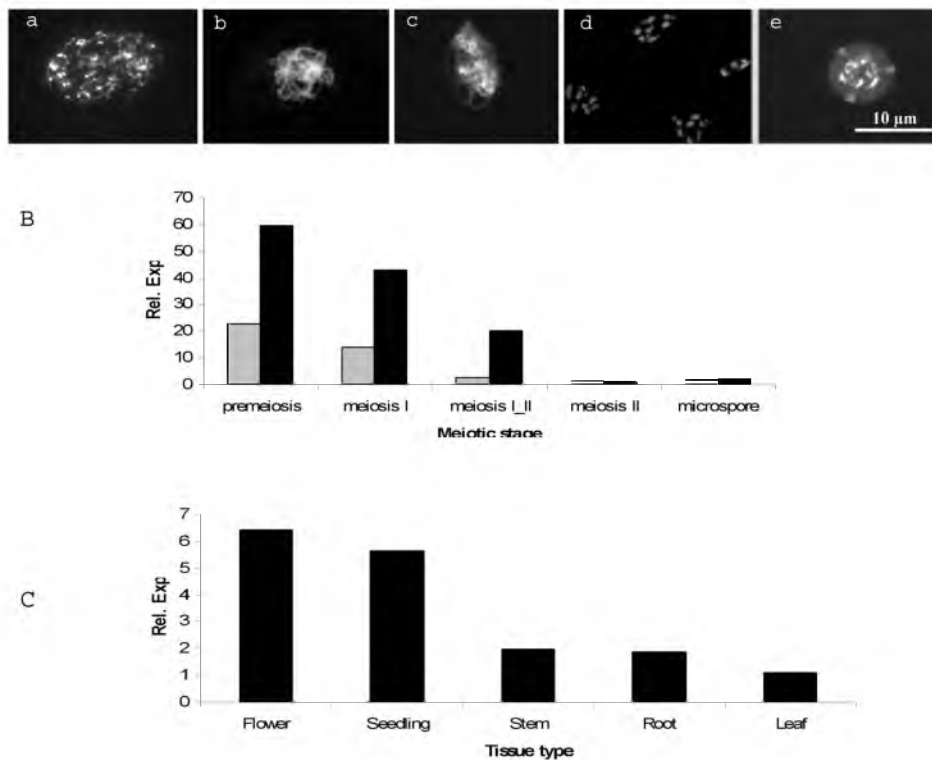 a b c d e
10 μm
B
70
60
50
40
30
20
10
0
Rel. Exp
premeiosis meiosis I meiosis I_II meiosis II microspore
Meiotic stage
C
7
6
5
4
3
2
1
0
Rel. Exp
Flower Seedling Stem Root Leaf
Tissue type